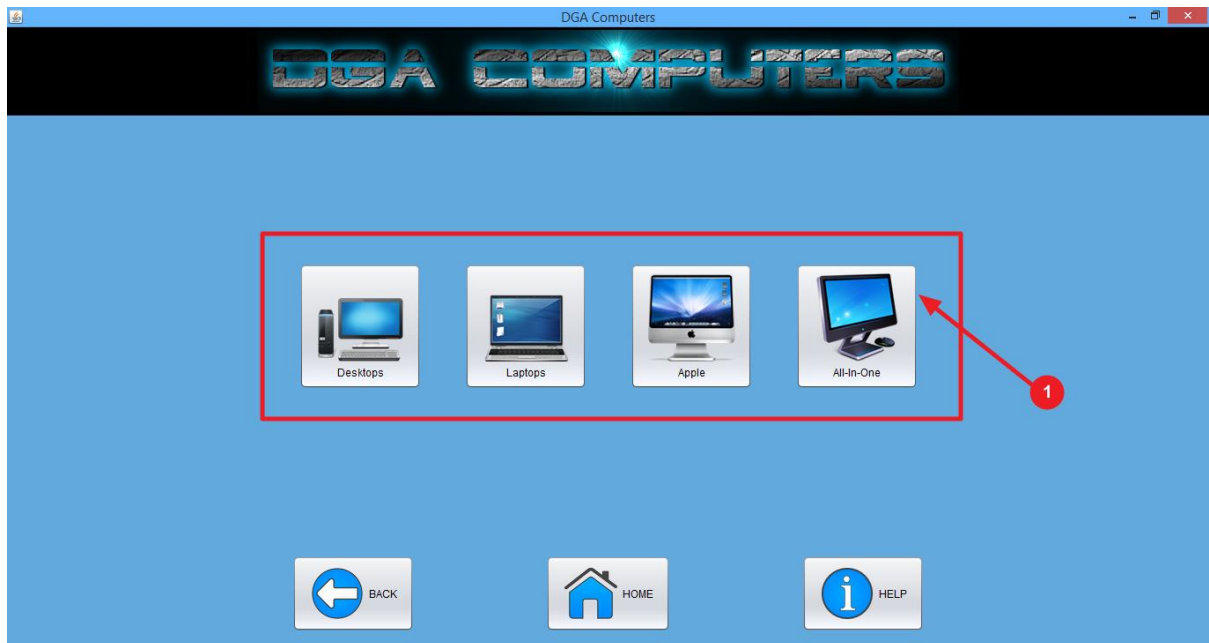 DGA Computers
DGA COMPUTERS
Desktops Laptops Apple All-In-One
1
BACK HOME HELP